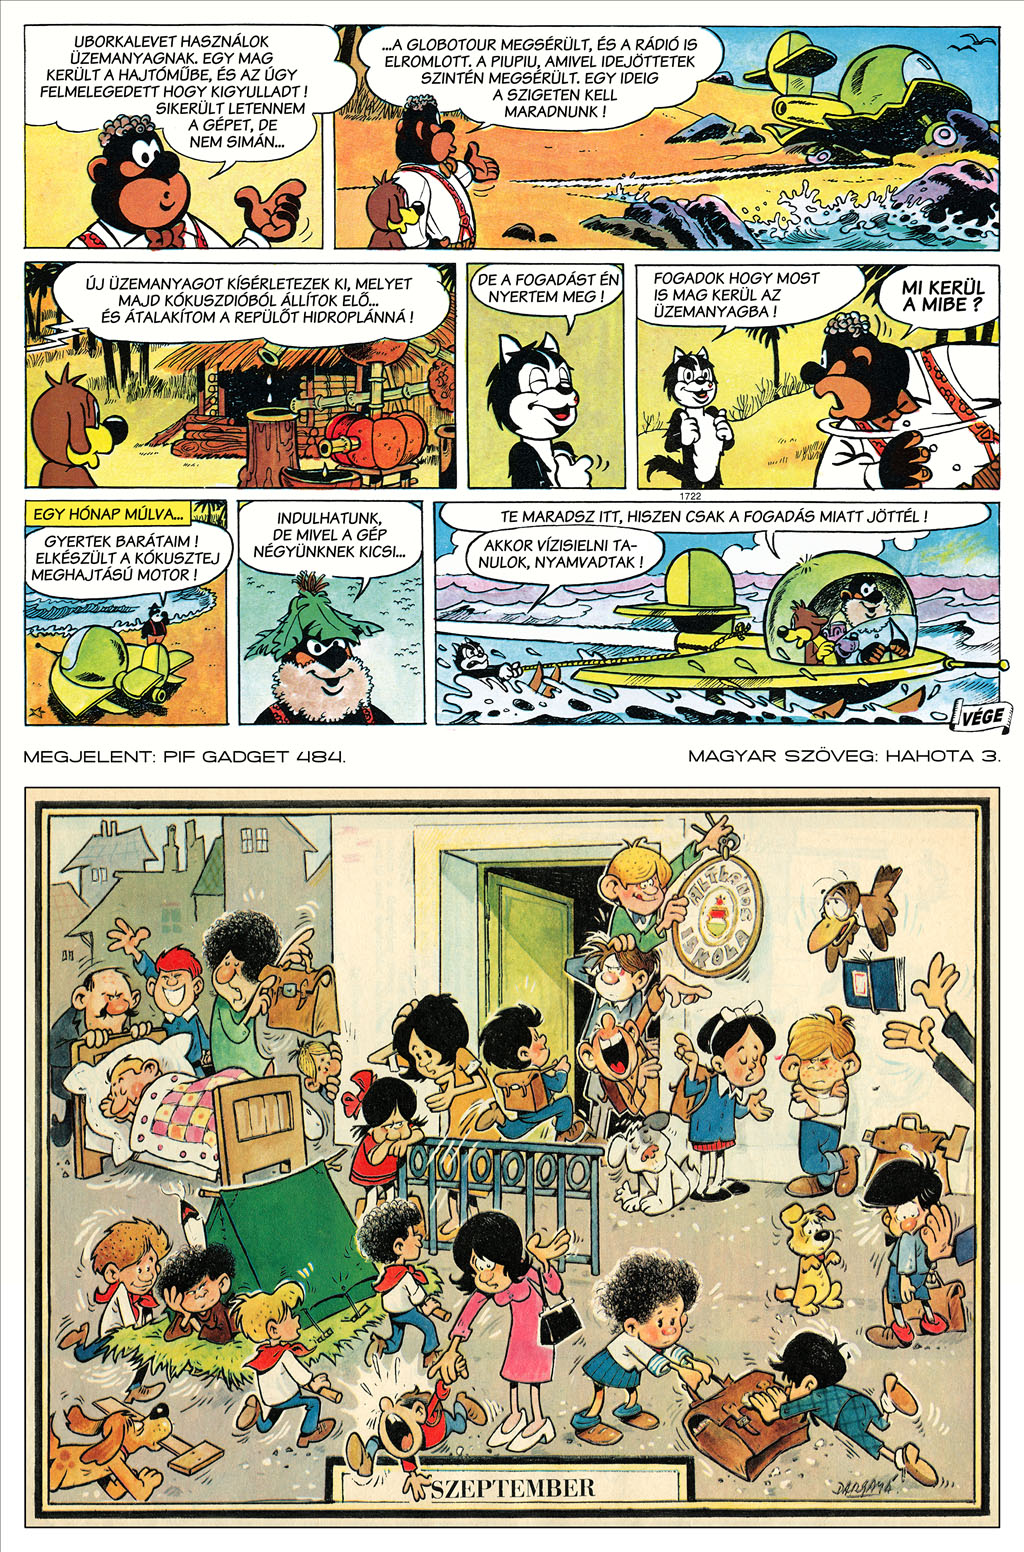 UBORKALEVET HASZNÁLOK
ÜZEMANYAGNAK. EGY MAG
KERÜLT A HAJTÓMŰBE, ÉS AZ ÚGY
FELMELEGEDETT HOGY KIGYULLADT !
SIKERÜLT LETENNEM
A GÉPET, DE
NEM SIMÁN...
...A GLOBOTOUR MEGSÉRÜLT, ÉS A RÁDIÓ IS
ELROMLOTT. A PIUPIU, AMIVEL IDEJÖTTETEK
SZINTÉN MEGSÉRÜLT. EGY IDEIG
A SZIGETEN KELL
MARADNUNK !
ÚJ ÜZEMANYAGOT KÍSÉRLETEZEK KI, MELYET
MAJD KÓKUSZDIÓBÓL ÁLLÍTOK ELŐ...
ÉS ÁTALAKÍTOM A REPÜLŐT HIDROPLÁNNÁ !
DE A FOGADÁST ÉN
NYERTEM MEG !
FOGADOK HOGY MOST
IS MAG KERÜL AZ
ÜZEMANYAGBA !
MI KERÜL
A MIBE ?
1722
EGY HÓNAP MÚLVA...
GYERTEK BARÁTAIM !
ELKÉSZÜLT A KÓKUSZTEJ
MEGHAJTÁSÚ MOTOR !
INDULHATUNK,
DE MIVEL A GÉP
NÉGYÜNKNEK KICSI...
TE MARADSZ ITT, HISZEN CSAK A FOGADÁS MIATT JÖTTÉL !
AKKOR VÍZISIELNI TA-
NULOK, NYAMVADTAK !
VÉGE
MEGJELENT: PIF GADGET 484.
MAGYAR SZÖVEG: HAHOTA 3.
ÁLTALÁNOS
ISKOLA
SZEPTEMBER